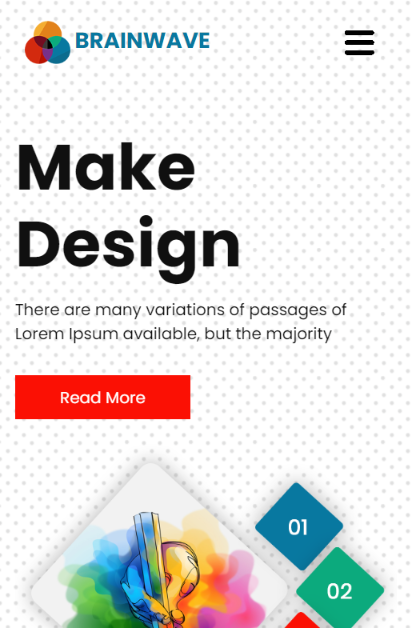 BRAINWAVE
Make
Design
There are many variations of passages of
Lorem Ipsum available, but the majority
Read More
01
02